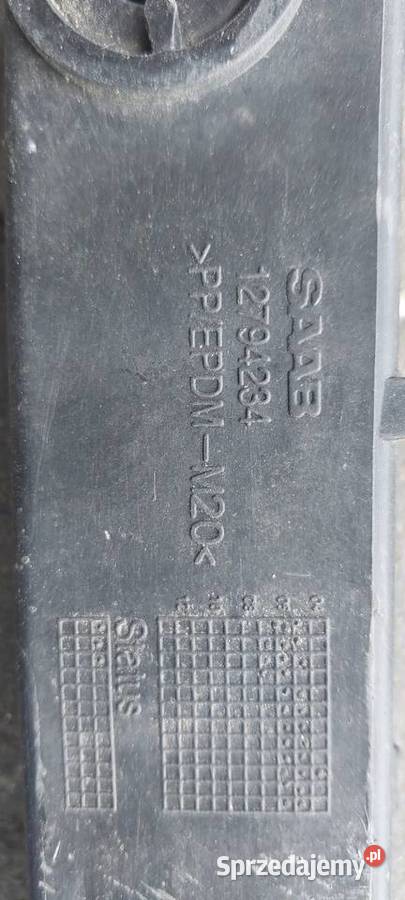 SAAB
12794234
>PP/EPDM-M20<
Status
Sprzedajemy.pl